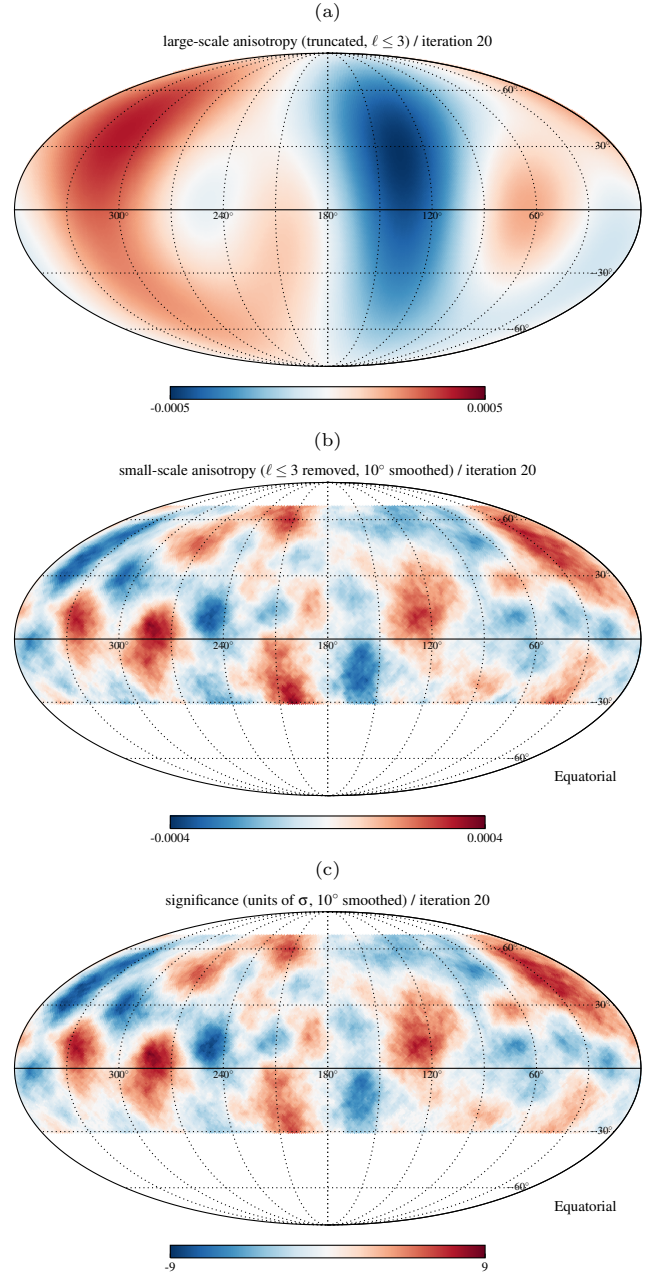 (a)
large-scale anisotropy (truncated, ℓ ≤ 3) / iteration 20
60°
30°
300° 240° 180° 120° 60°
−30°
−60°
-0.0005 0.0005
(b)
small-scale anisotropy (ℓ ≤ 3 removed, 10° smoothed) / iteration 20
60°
30°
300° 240° 180° 120° 60°
−30°
−60°
Equatorial
-0.0004 0.0004
(c)
significance (units of σ, 10° smoothed) / iteration 20
60°
30°
300° 240° 180° 120° 60°
−30°
−60°
Equatorial
-9 9